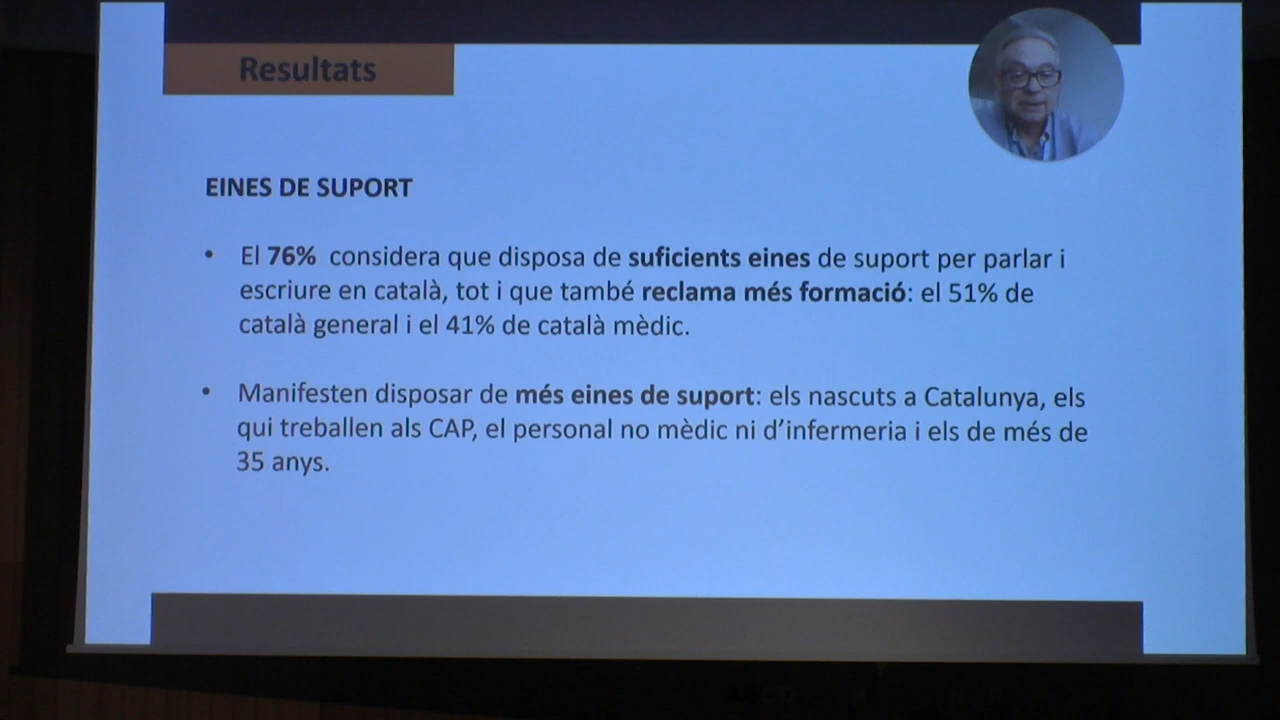 Resultats
EINES DE SUPORT
• El 76% considera que disposa de suficients eines de suport per parlar i
escriure en català, tot i que també reclama més formació: el 51% de
català general i el 41% de català mèdic.
• Manifesten disposar de més eines de suport: els nascuts a Catalunya, els
qui treballen als CAP, el personal no mèdic ni d’infermeria i els de més de
35 anys.